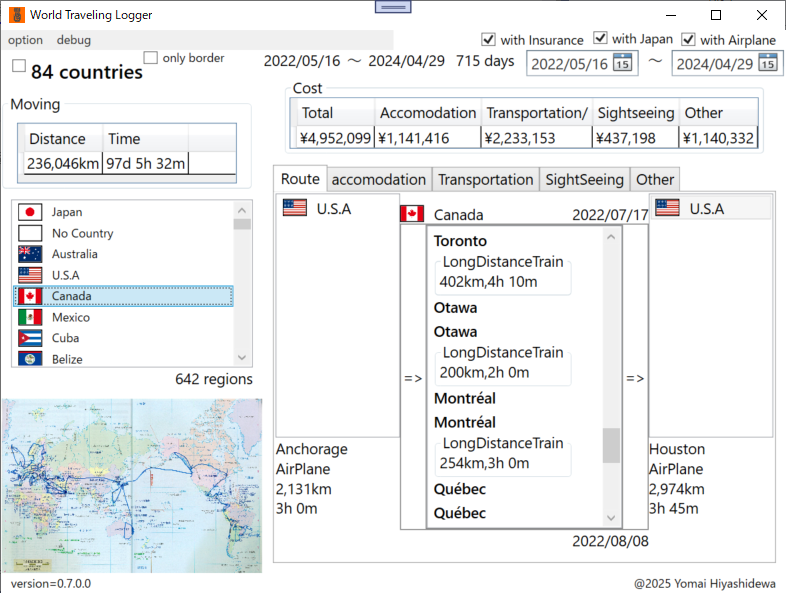 World Traveling Logger
option debug
with Insurance with Japan with Airplane
84 countries
only border
2022/05/16 ～ 2024/04/29 715 days
2022/05/16 15 ～ 2024/04/29 15
Moving
Distance Time
236,046km 97d 5h 32m
Cost
Total Accomodation Transportation/ Sightseeing Other
¥4,952,099 ¥1,141,416 ¥2,233,153 ¥437,198 ¥1,140,332
Japan
No Country
Australia
U.S.A
Canada
Mexico
Cuba
Belize
642 regions
Route accomodation Transportation SightSeeing Other
U.S.A
Anchorage
AirPlane
2,131km
3h 0m
=>
Canada 2022/07/17
Toronto
LongDistanceTrain
402km,4h 10m
Otawa
Otawa
LongDistanceTrain
200km,2h 0m
Montréal
Montréal
LongDistanceTrain
254km,3h 0m
Québec
Québec
2022/08/08
=>
U.S.A
Houston
AirPlane
2,974km
3h 45m
version=0.7.0.0
@2025 Yomai Hiyashidewa